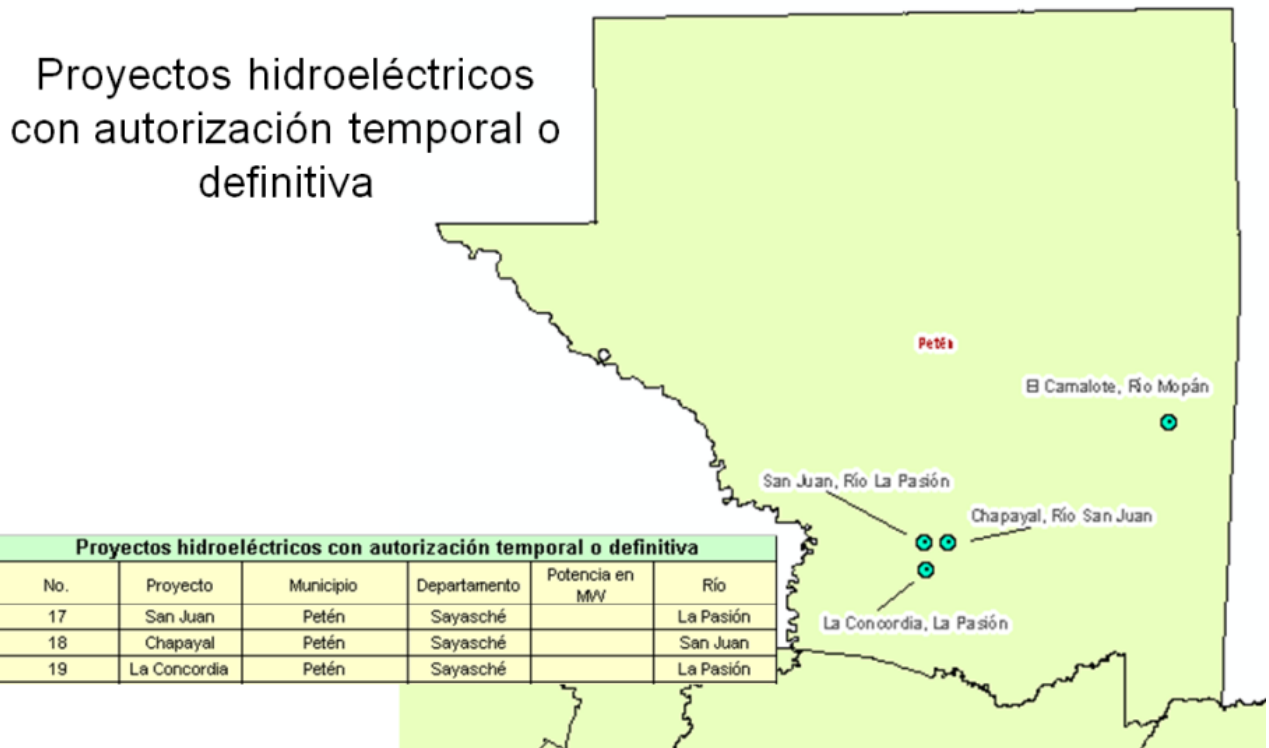 Proyectos hidroeléctricos
con autorización temporal o
definitiva
Petén
El Camalote, Río Mopán
San Juan, Río La Pasión
Chapayal, Río San Juan
La Concordia, La Pasión
Proyectos hidroeléctricos con autorización temporal o definitiva
No. Proyecto Municipio Departamento Potencia en MW Río
17 San Juan Petén Sayasché La Pasión
18 Chapayal Petén Sayasché San Juan
19 La Concordia Petén Sayasché La Pasión